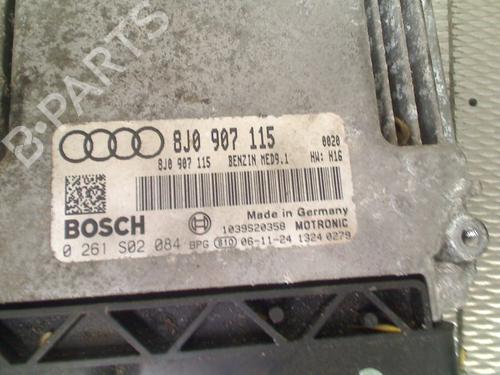 B-PARTS
8J0 907 115 0020
8J0 907 115 BENZIN MED9.1 HW: H16
BOSCH
Made in Germany
1039S20358 MOTRONIC
0 261 S02 084 BPG 810 06-11-24 1324 0279